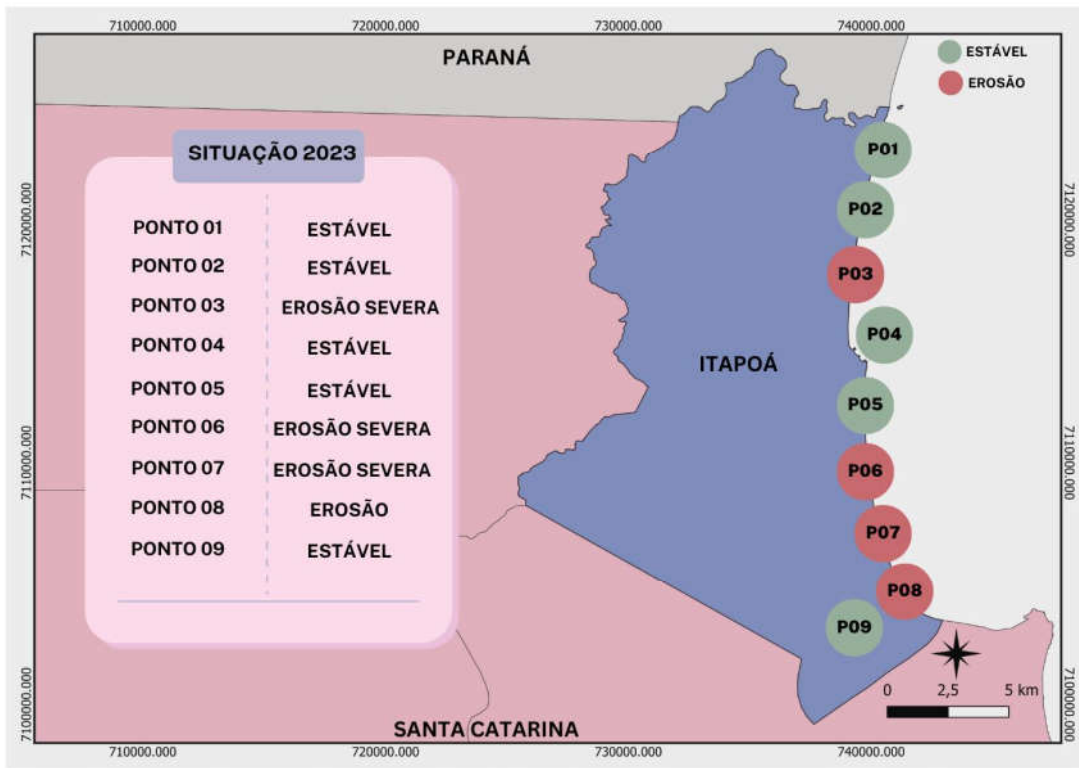 710000.000 720000.000 730000.000 740000.000
PARANÁ
ESTÁVEL
EROSÃO
SITUAÇÃO 2023
PONTO 01 ESTÁVEL
PONTO 02 ESTÁVEL
PONTO 03 EROSÃO SEVERA
PONTO 04 ESTÁVEL
PONTO 05 ESTÁVEL
PONTO 06 EROSÃO SEVERA
PONTO 07 EROSÃO SEVERA
PONTO 08 EROSÃO
PONTO 09 ESTÁVEL
7120000.000
7110000.000
7100000.000
ITAPOÁ
P01
P02
P03
P04
P05
P06
P07
P08
P09
7120000.000
7110000.000
7100000.000
0 2,5 5 km
SANTA CATARINA
710000.000 720000.000 730000.000 740000.000